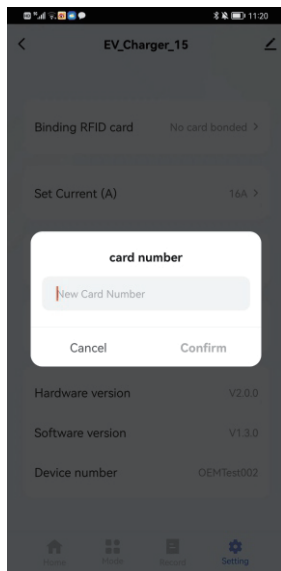 11:20
EV_Charger_15
Binding RFID card No card bonded >
Set Current (A) 16A >
card number
New Card Number
Cancel Confirm
Hardware version V2.0.0
Software version V1.3.0
Device number OEMTest002
Home Mode Record Setting